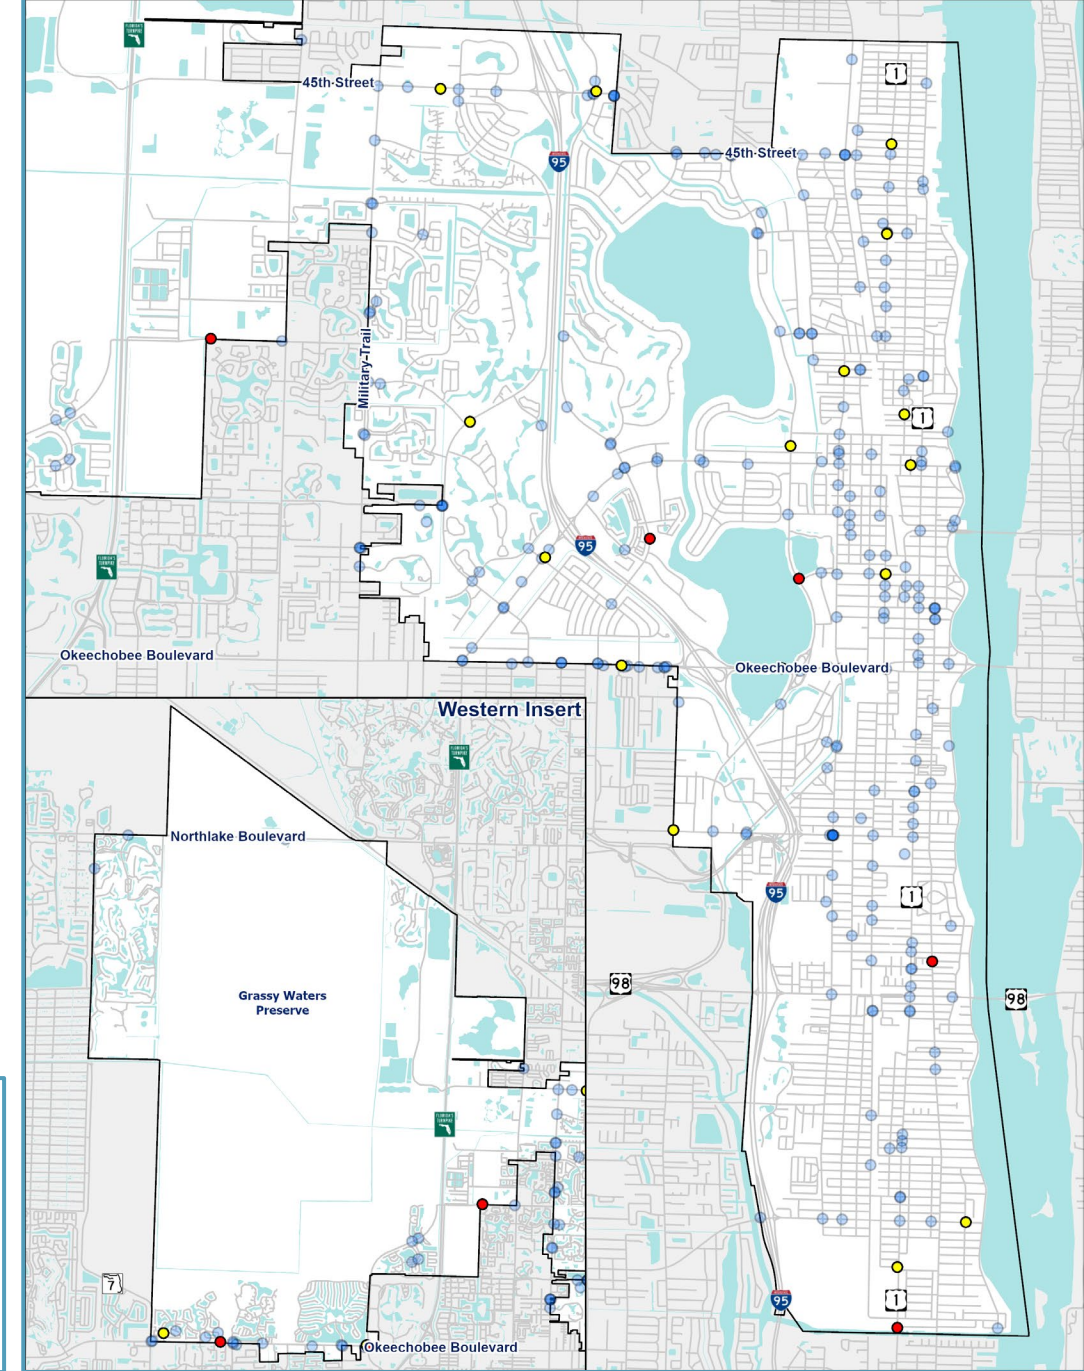 1
45th Street
45th Street
95
Military Trail
1
95
Okeechobee Boulevard
Okeechobee Boulevard
Western Insert
Northlake Boulevard
95
1
98
98
Grassy Waters
Preserve
7
95
1
Okeechobee Boulevard